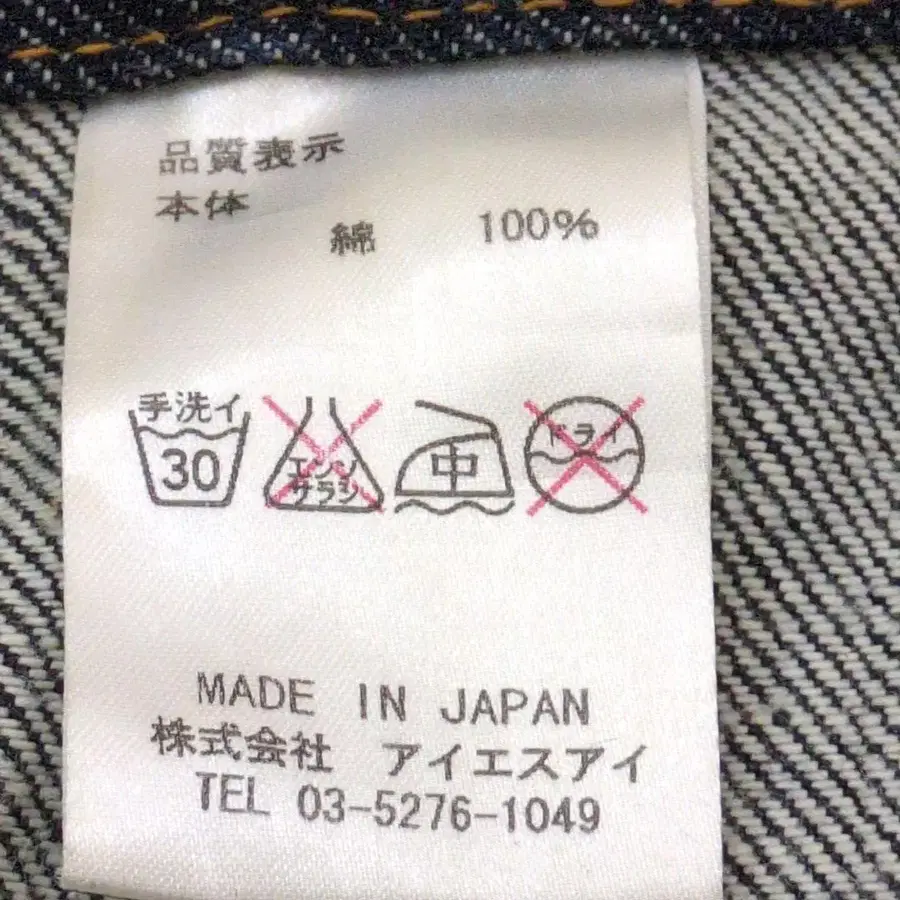 品質表示
本体
綿 100%
手洗イ
30
エンソ
サラシ
中
ドライ
MADE IN JAPAN
株式会社 アイエスアイ
TEL 03-5276-1049